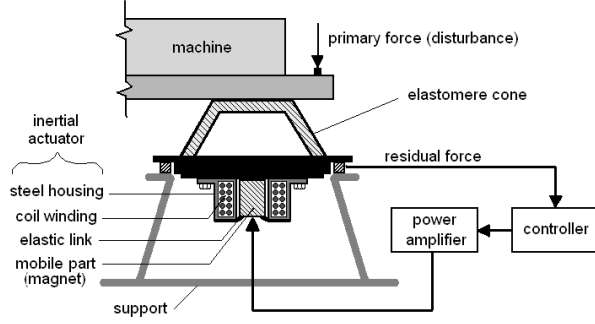 machine
primary force (disturbance)
elastomere cone
inertial
actuator
residual force
steel housing
coil winding
elastic link
mobile part
(magnet)
support
power
amplifier
controller